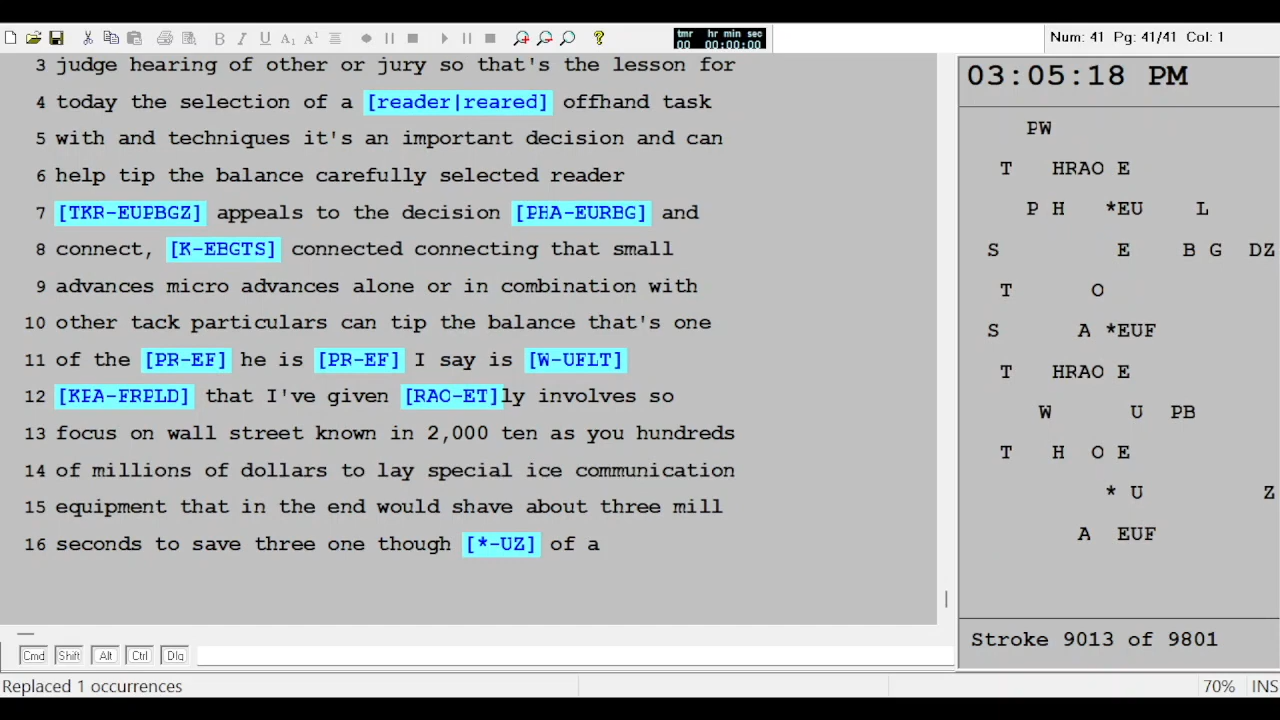 tmr hr min sec
00 00:00:00
Num: 41 Pg: 41/41 Col: 1
3 judge hearing of other or jury so that's the lesson for
4 today the selection of a [reader|reared] offhand task
5 with and techniques it's an important decision and can
6 help tip the balance carefully selected reader
7 [TKR-EUPBGZ] appeals to the decision [PHA-EURBG] and
8 connect, [K-EBGTS] connected connecting that small
9 advances micro advances alone or in combination with
10 other tack particulars can tip the balance that's one
11 of the [PR-EF] he is [PR-EF] I say is [W-UFLT]
12 [KPA-FRPLD] that I've given [RAO-ET]ly involves so
13 focus on wall street known in 2,000 ten as you hundreds
14 of millions of dollars to lay special ice communication
15 equipment that in the end would shave about three mill
16 seconds to save three one though [*-UZ] of a
03:05:18 PM
PW
T HRAO E
P H *EU L
S E B G DZ
T O
S A *EUF
T HRAO E
W U PB
T H O E
* U Z
A EUF
Stroke 9013 of 9801
Cmd Shift Alt Ctrl Dlg
Replaced 1 occurrences
70% INS